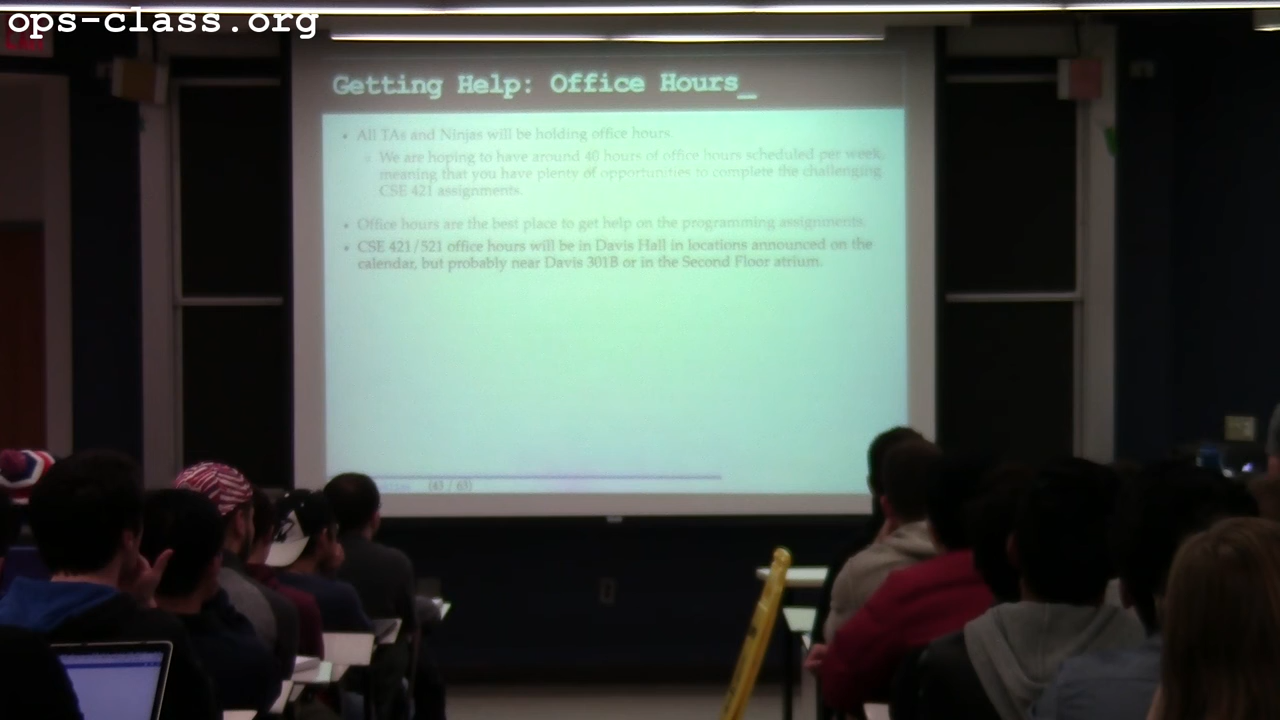 ops-class.org
Getting Help: Office Hours_
All TAs and Ninjas will be holding office hours
We are hoping to have around 40 hours of office hours scheduled per week,
meaning that you have plenty of opportunities to complete the challenging
CSE 421 assignments.
Office hours are the best place to get help on the programming assignments.
CSE 421/521 office hours will be in Davis Hall in locations announced on the
calendar, but probably near Davis 301B or in the Second Floor atrium.
(63 / 63)